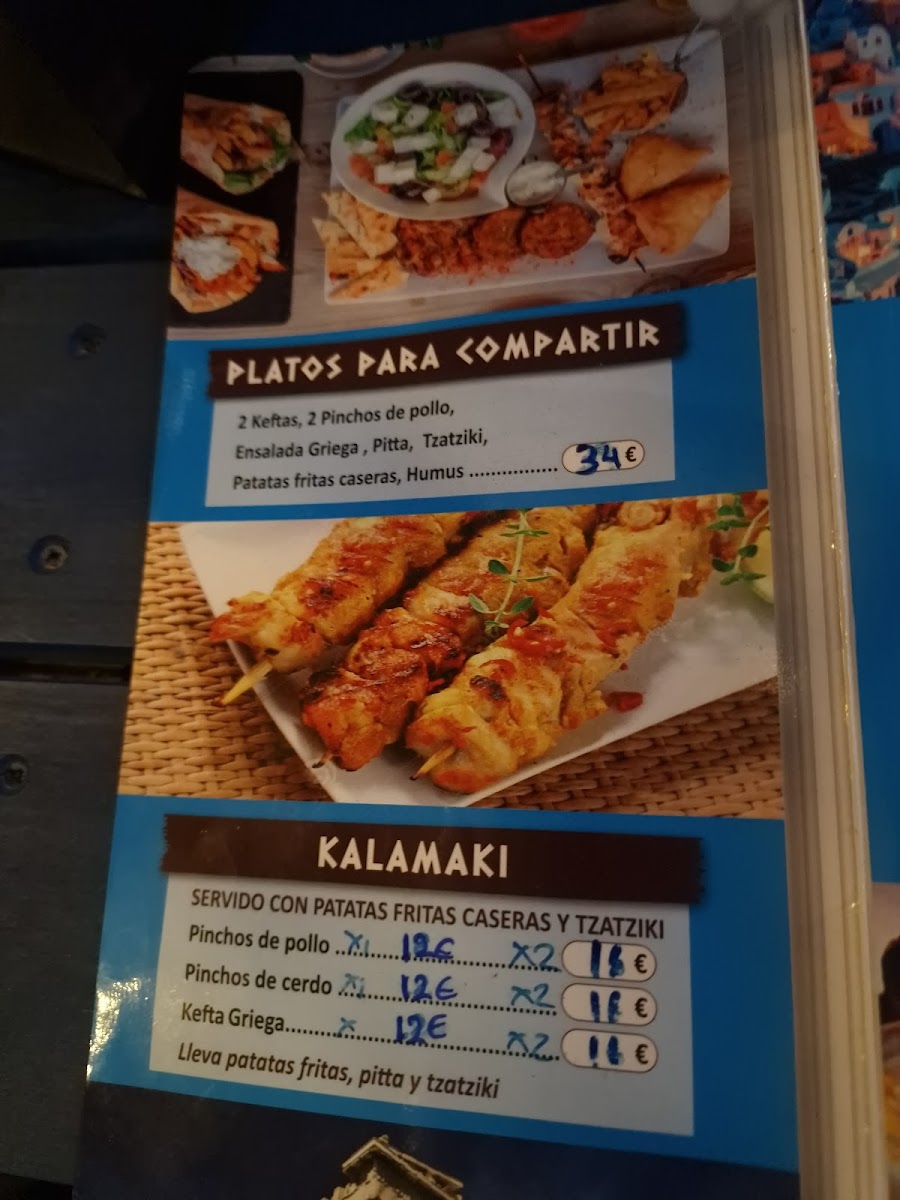 PLATOS PARA COMPARTIR
2 Keftas, 2 Pinchos de pollo,
Ensalada Griega , Pitta, Tzatziki,
Patatas fritas caseras, Humus ................ 34 €
KALAMAKI
SERVIDO CON PATATAS FRITAS CASERAS Y TZATZIKI
Pinchos de pollo ... x1 12€ x2 €
Pinchos de cerdo ... x1 12€ x2 €
Kefta Griega... x 12€ x2 €
Lleva patatas fritas, pitta y tzatziki